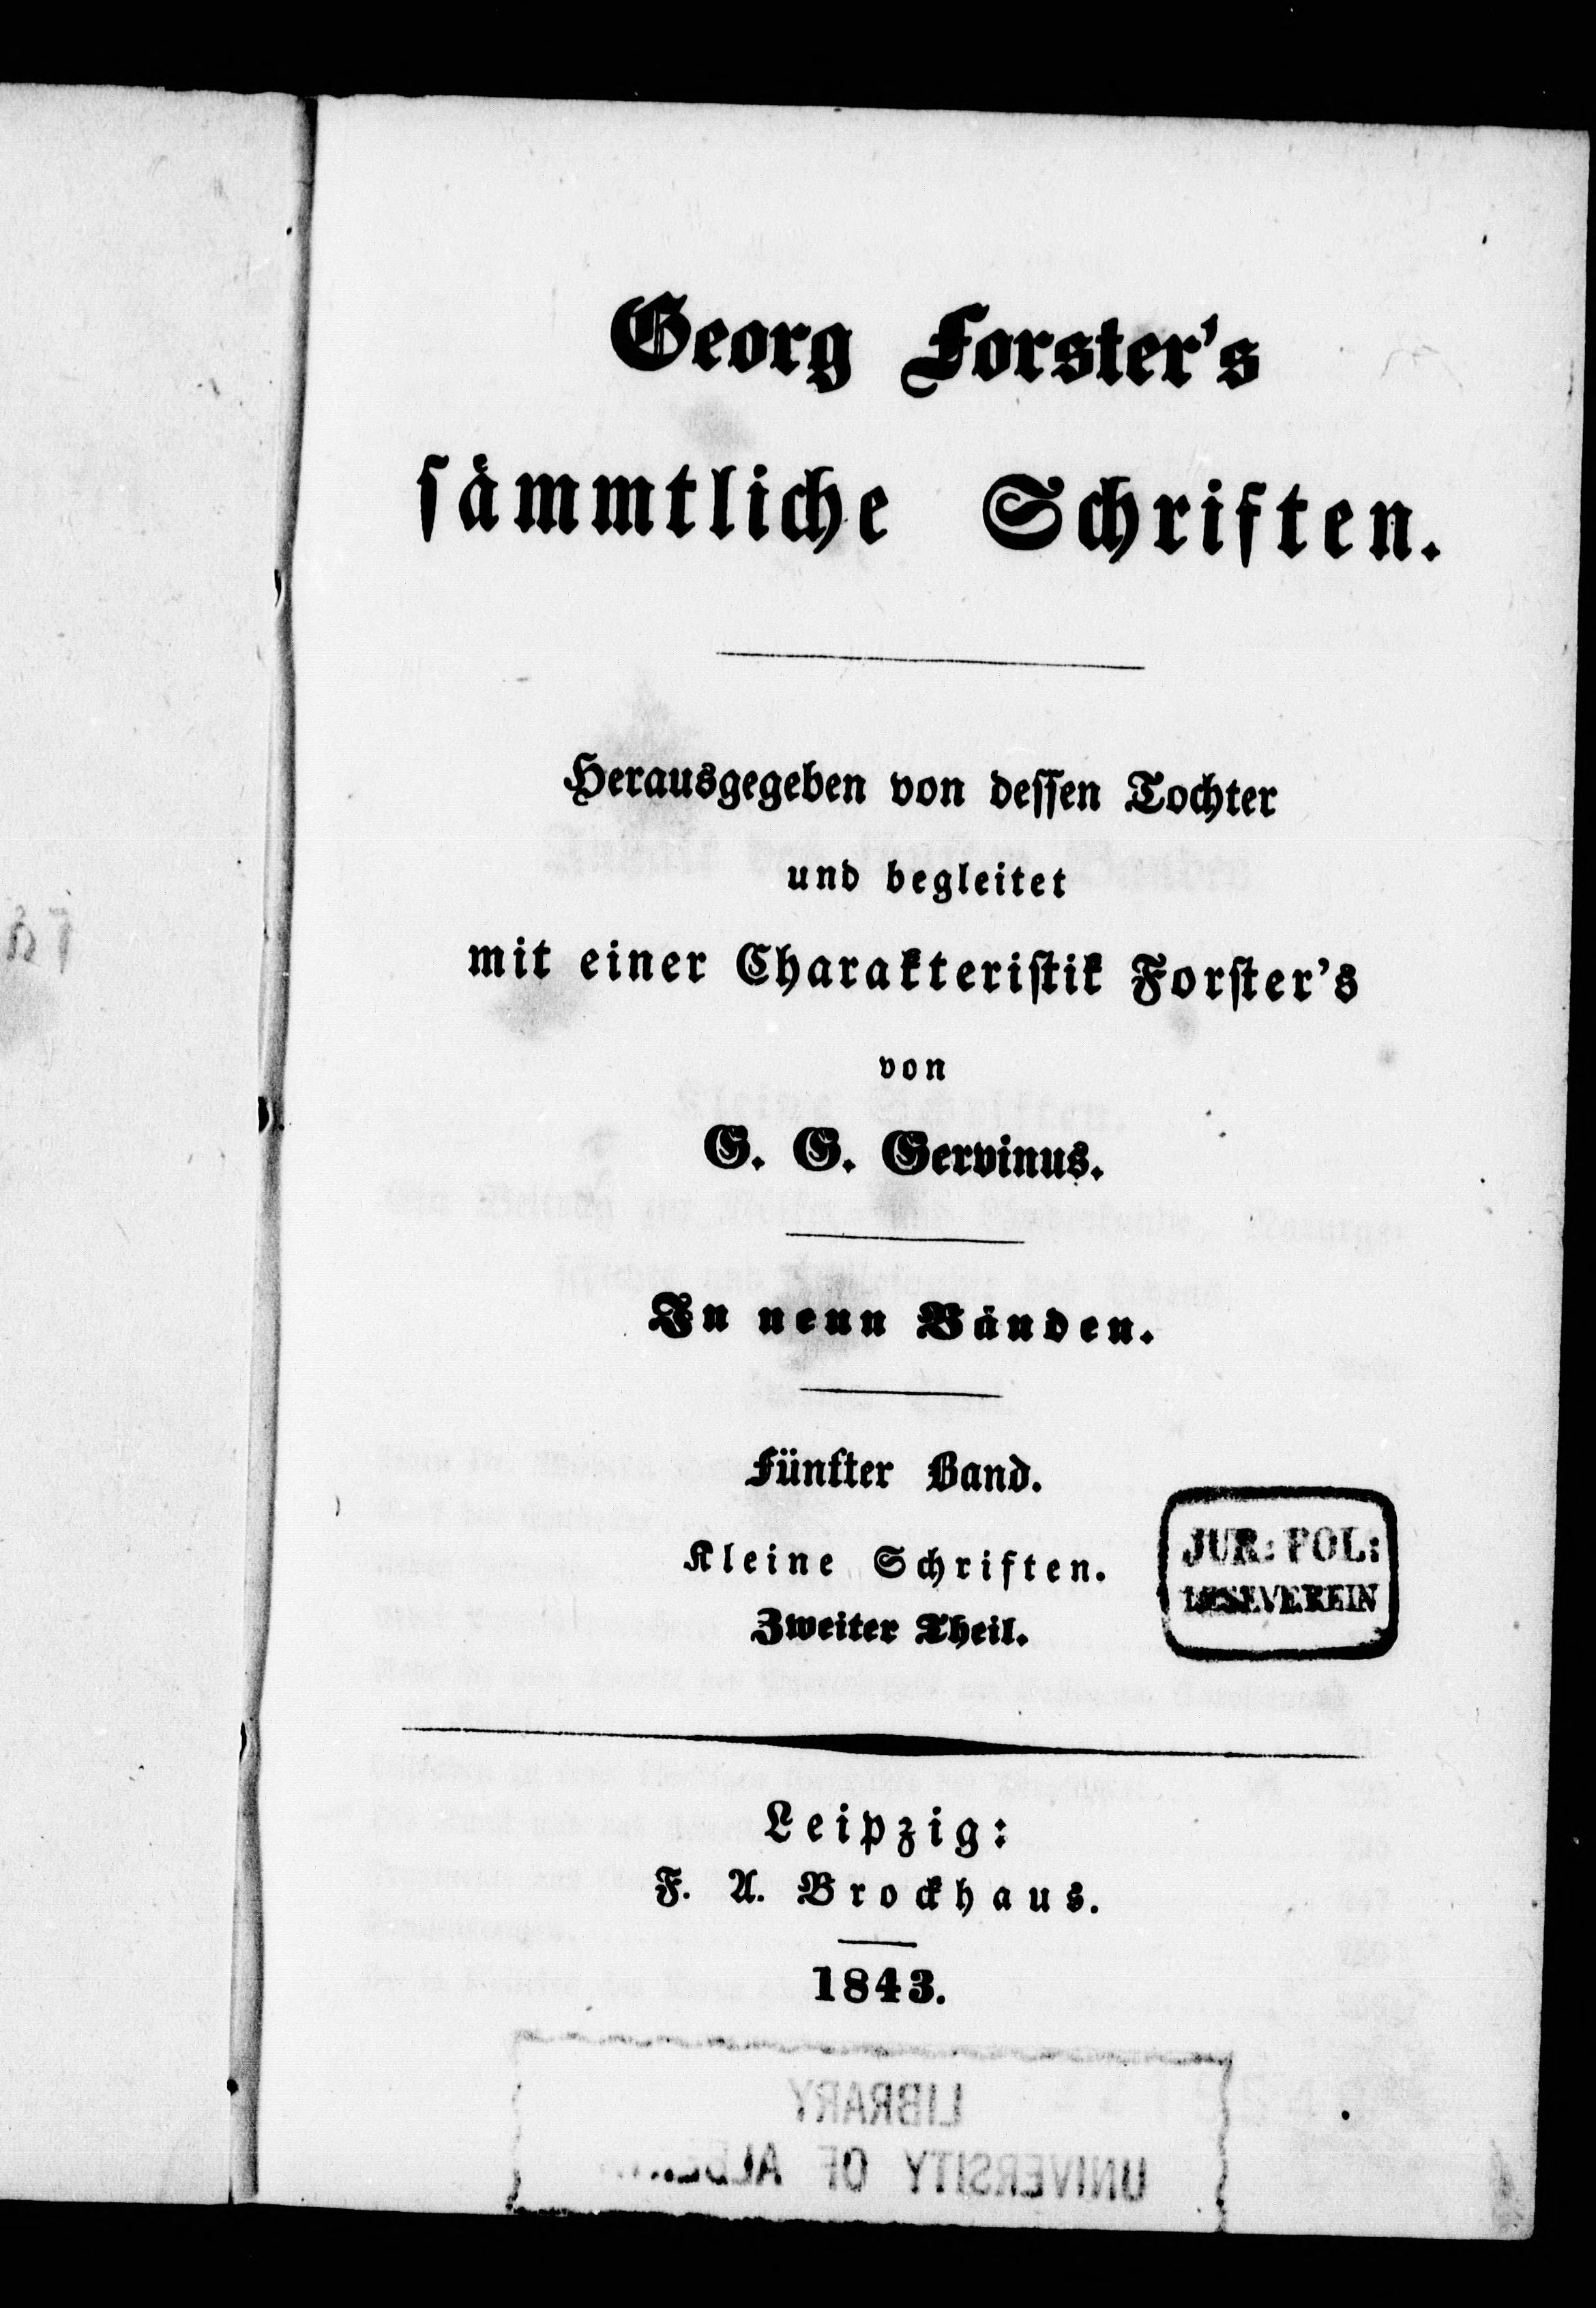 Georg Forster's
sämmtliche Schriften.
Herausgegeben von dessen Tochter
und begleitet
mit einer Charakteristik Forster's
von
G. G. Gervinus.
In neun Bänden.
Fünfter Band.
Kleine Schriften.
Zweiter Theil.
JUR: POL:
LESEVEREIN
Leipzig:
F. A. Brockhaus.
1843.
LIBRARY
UNIVERSITY OF